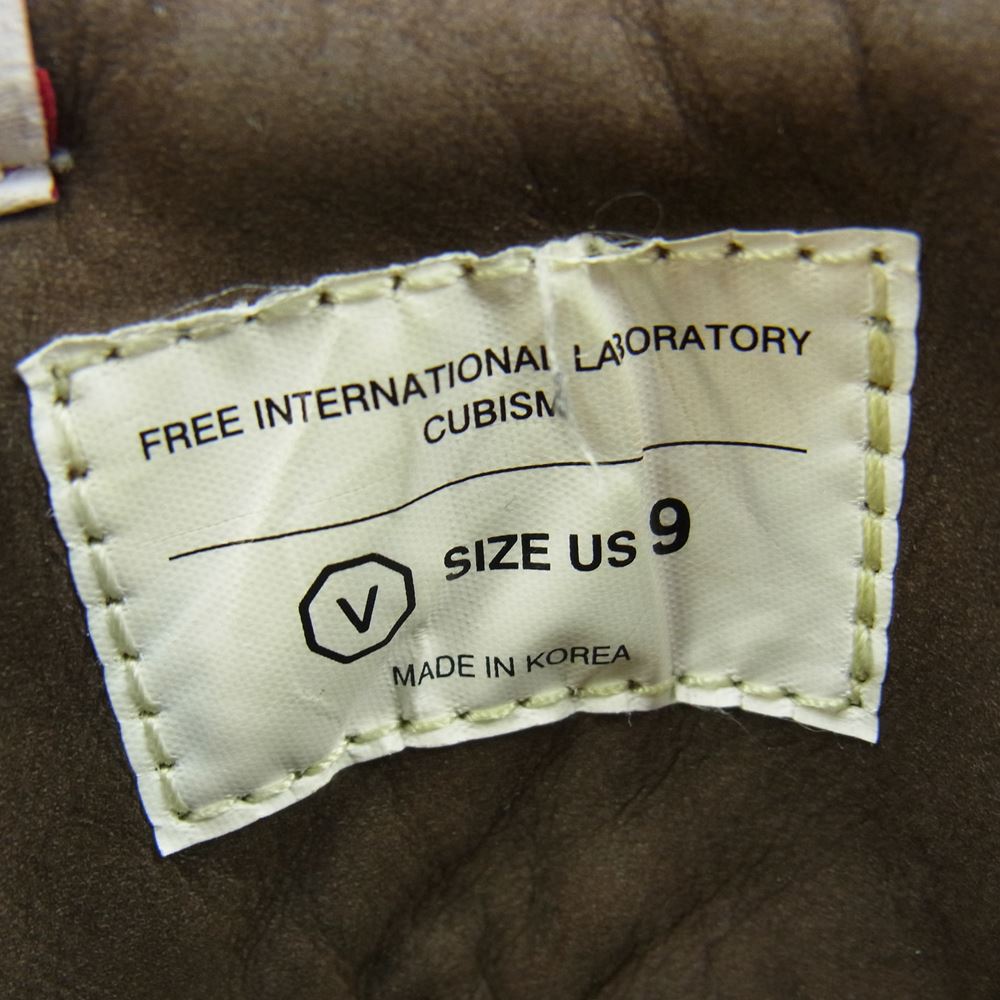 FREE INTERNATIONAL LABORATORY
CUBISM
V SIZE US 9
MADE IN KOREA